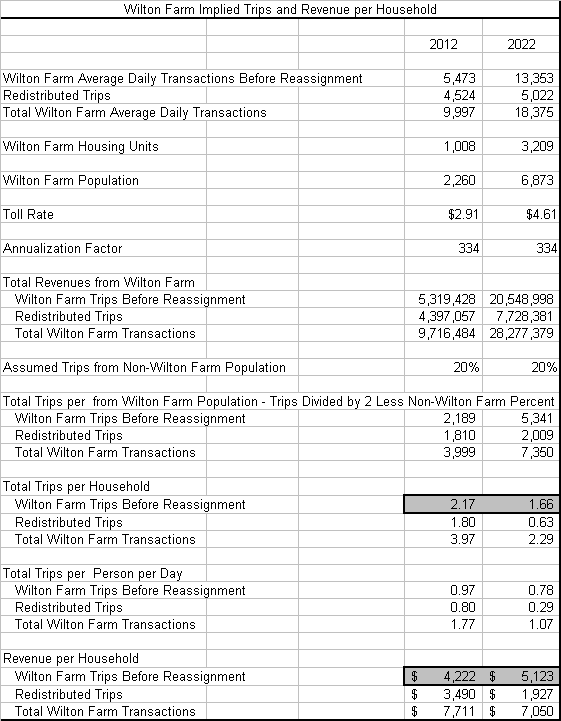 Wilton Farm Implied Trips and Revenue per Household
2012 2022
Wilton Farm Average Daily Transactions Before Reassignment 5,473 13,353
Redistributed Trips 4,524 5,022
Total Wilton Farm Average Daily Transactions 9,997 18,375
Wilton Farm Housing Units 1,008 3,209
Wilton Farm Population 2,260 6,873
Toll Rate $2.91 $4.61
Annualization Factor 334 334
Total Revenues from Wilton Farm
Wilton Farm Trips Before Reassignment 5,319,428 20,548,998
Redistributed Trips 4,397,057 7,728,381
Total Wilton Farm Transactions 9,716,484 28,277,379
Assumed Trips from Non-Wilton Farm Population 20% 20%
Total Trips per from Wilton Farm Population - Trips Divided by 2 Less Non-Wilton Farm Percent
Wilton Farm Trips Before Reassignment 2,189 5,341
Redistributed Trips 1,810 2,009
Total Wilton Farm Transactions 3,999 7,350
Total Trips per Household
Wilton Farm Trips Before Reassignment 2.17 1.66
Redistributed Trips 1.80 0.63
Total Wilton Farm Transactions 3.97 2.29
Total Trips per Person per Day
Wilton Farm Trips Before Reassignment 0.97 0.78
Redistributed Trips 0.80 0.29
Total Wilton Farm Transactions 1.77 1.07
Revenue per Household
Wilton Farm Trips Before Reassignment $ 4,222 $ 5,123
Redistributed Trips $ 3,490 $ 1,927
Total Wilton Farm Transactions $ 7,711 $ 7,050